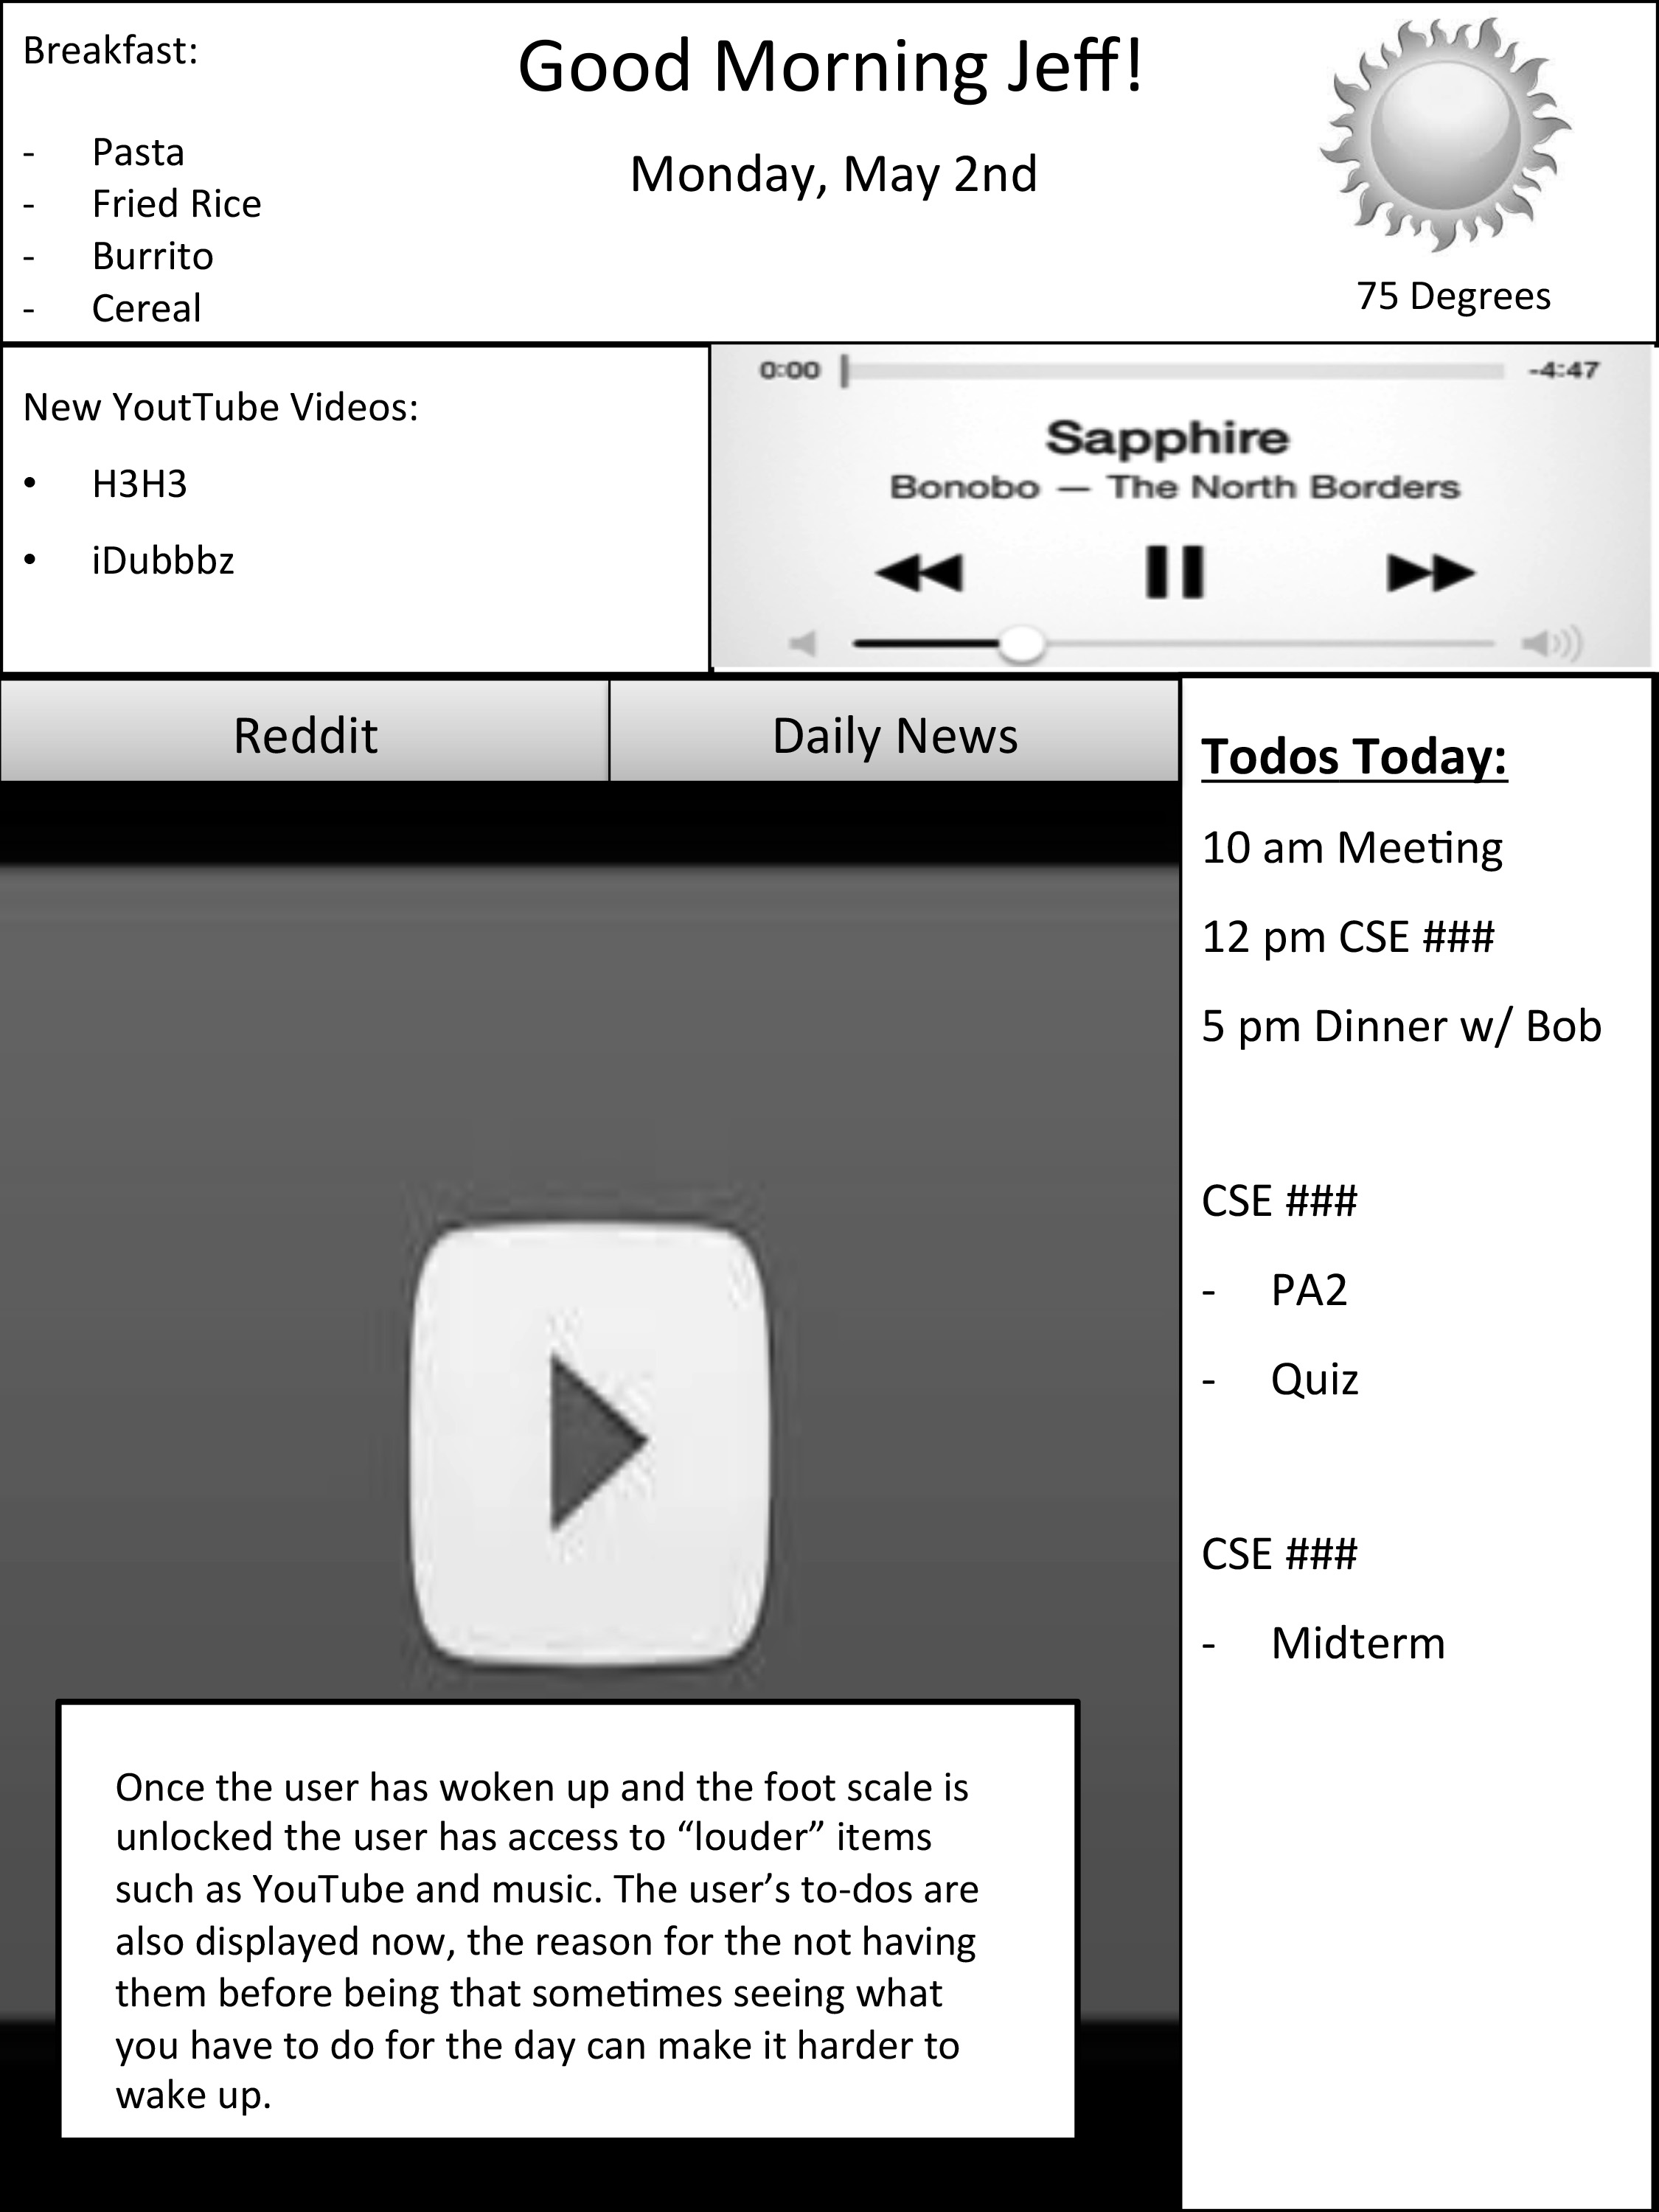 Breakfast:
- Pasta
- Fried Rice
- Burrito
- Cereal
Good Morning Jeff!
Monday, May 2nd
75 Degrees
New YoutTube Videos:
• H3H3
• iDubbbz
0:00 -4:47
Sapphire
Bonobo — The North Borders
Reddit
Daily News
Todos Today:
10 am Meeting
12 pm CSE ###
5 pm Dinner w/ Bob
CSE ###
- PA2
- Quiz
CSE ###
- Midterm
Once the user has woken up and the foot scale is
unlocked the user has access to “louder” items
such as YouTube and music. The user’s to-dos are
also displayed now, the reason for the not having
them before being that sometimes seeing what
you have to do for the day can make it harder to
wake up.